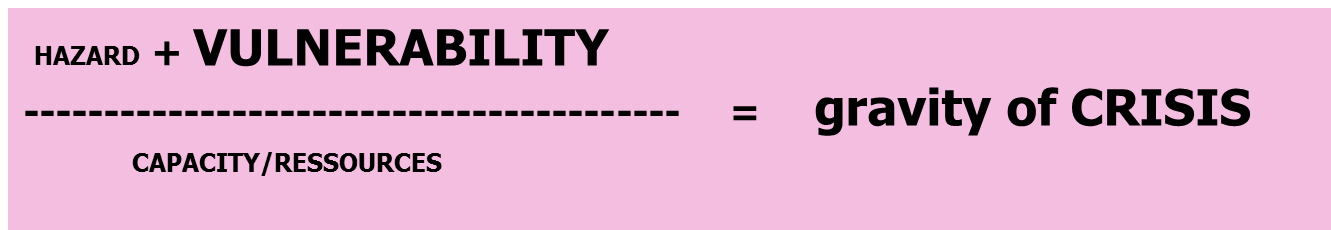 HAZARD + VULNERABILITY
----------------------------------------- = gravity of CRISIS
CAPACITY/RESSOURCES